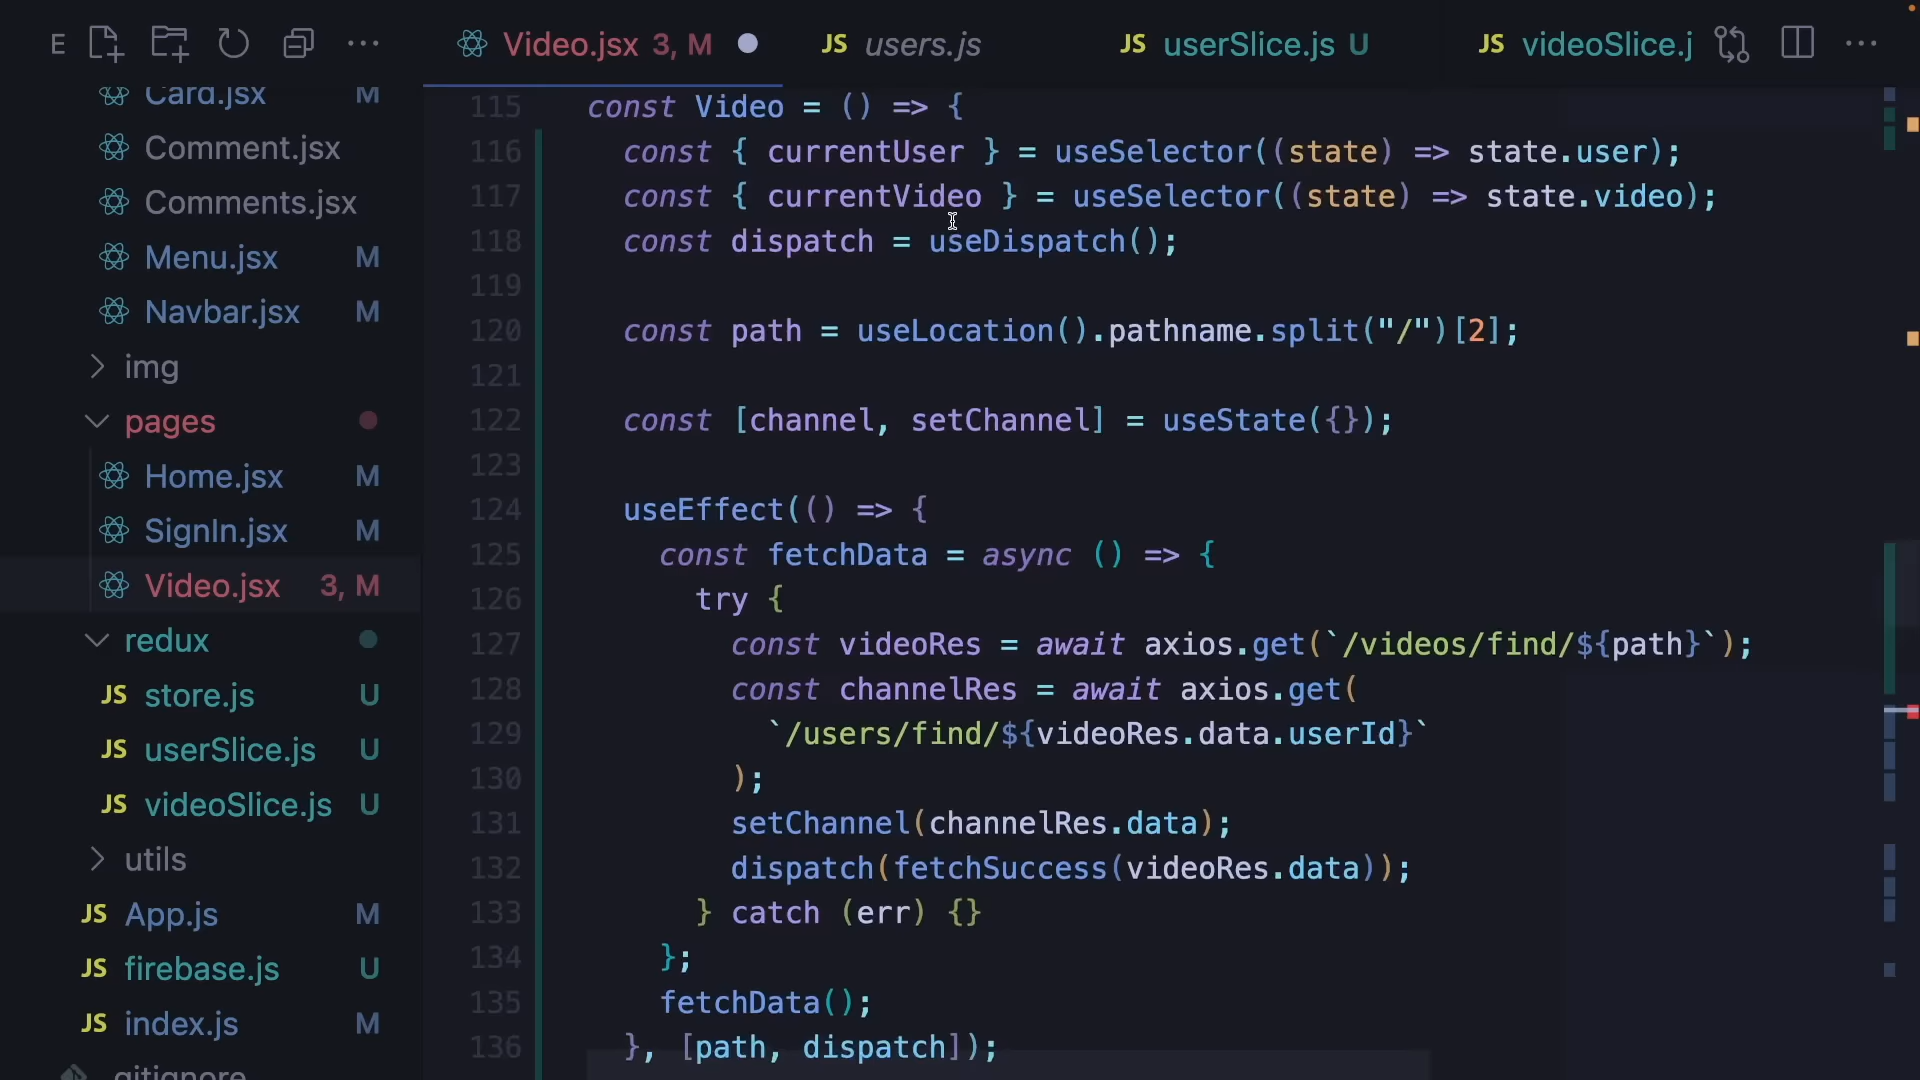 E
Video.jsx 3, M
JS users.js
JS userSlice.js U
JS videoSlice.j
Card.jsx M
Comment.jsx
Comments.jsx
Menu.jsx M
Navbar.jsx M
img
pages
Home.jsx M
SignIn.jsx M
Video.jsx 3, M
redux
JS store.js U
JS userSlice.js U
JS videoSlice.js U
utils
JS App.js M
JS firebase.js U
JS index.js M
.gitignore
115 const Video = () => {
116 const { currentUser } = useSelector((state) => state.user);
117 const { currentVideo } = useSelector((state) => state.video);
118 const dispatch = useDispatch();
119
120 const path = useLocation().pathname.split("/")[2];
121
122 const [channel, setChannel] = useState({});
123
124 useEffect(() => {
125 const fetchData = async () => {
126 try {
127 const videoRes = await axios.get(`/videos/find/${path}`);
128 const channelRes = await axios.get(
129 `/users/find/${videoRes.data.userId}`
130 );
131 setChannel(channelRes.data);
132 dispatch(fetchSuccess(videoRes.data));
133 } catch (err) {}
134 };
135 fetchData();
136 }, [path, dispatch]);